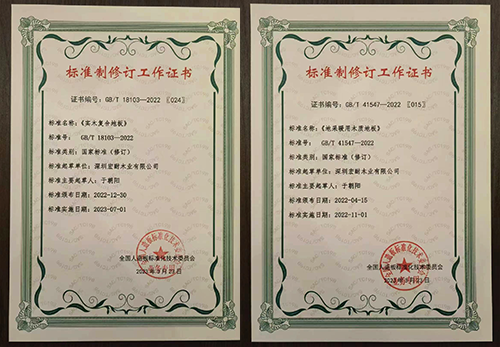 标准制修订工作证书
证书编号：GB/T 18103—2022 〔024〕
标准名称：《实木复合地板》
标准号： GB/T 18103—2022
标准类别：国家标准（修订）
标准起草单位：深圳宏耐木业有限公司
标准主要起草人：于朝阳
标准颁布日期：2022-12-30
标准实施日期：2023-07-01
全国人造板标准化技术委员会
标准制修订工作证书
证书编号：GB/T 41547—2022 〔015〕
标准名称：《地采暖用木质地板》
标准号： GB/T 41547—2022
标准类别：国家标准（修订）
标准起草单位：深圳宏耐木业有限公司
标准主要起草人：于朝阳
标准颁布日期：2022-04-15
标准实施日期：2022-11-01
全国人造板标准化技术委员会